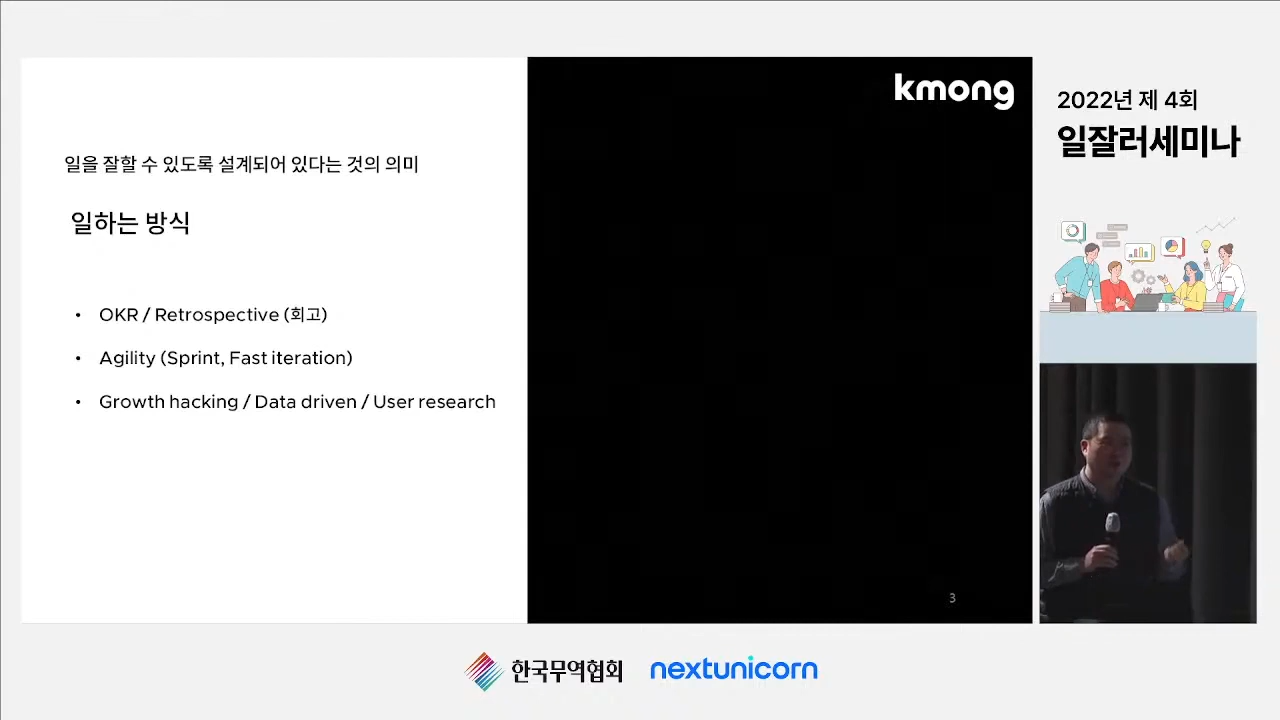 일을 잘할 수 있도록 설계되어 있다는 것의 의미
일하는 방식
• OKR / Retrospective (회고)
• Agility (Sprint, Fast iteration)
• Growth hacking / Data driven / User research
kmong
3
2022년 제 4회
일잘러세미나
한국무역협회
nextunicorn